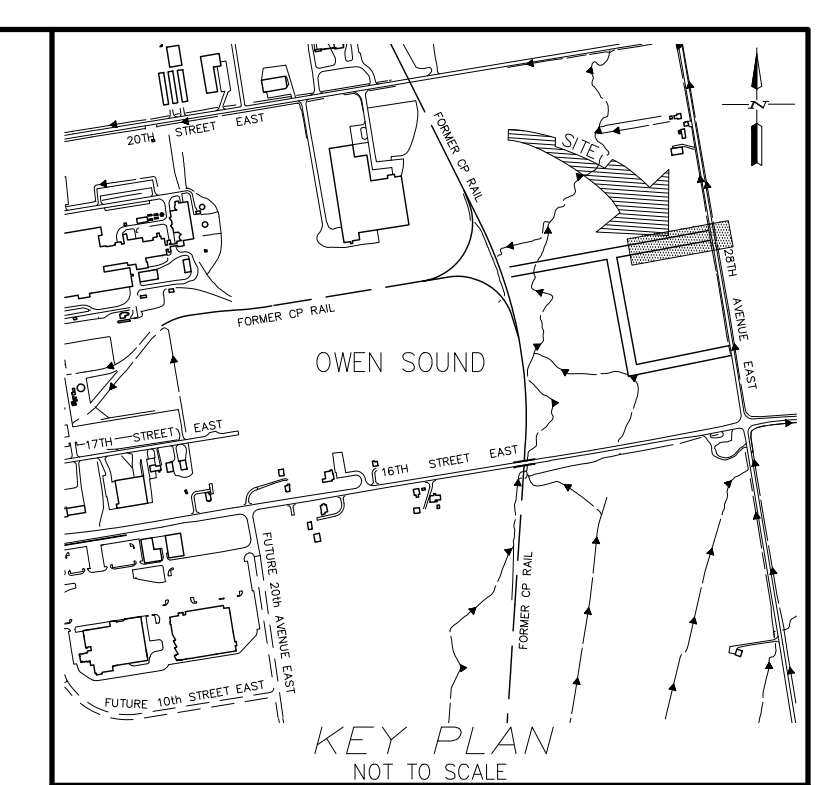 20TH STREET EAST
FORMER CP RAIL
SITE
N
28TH AVENUE EAST
FORMER CP RAIL
OWEN SOUND
17TH STREET EAST
16TH STREET EAST
FORMER CP RAIL
FUTURE 20th AVENUE EAST
FUTURE 10th STREET EAST
KEY PLAN
NOT TO SCALE